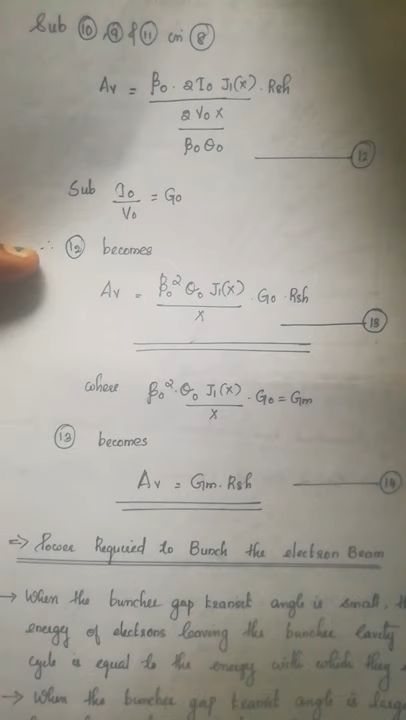 Sub ⑩, ⑨ & ⑪ in ⑧
Av = β₀ · 2I₀ J₁(X) · Rsh
2 V₀ X
β₀ θ₀ — ⑫
Sub I₀/V₀ = G₀
∴ ⑫ becomes
Av = β₀² θ₀ J₁(X)/X · G₀ · Rsh — ⑬
where β₀² · θ₀ J₁(X)/X · G₀ = Gm
⑬ becomes
Av = Gm · Rsh — ⑭
=> Power Required to Bunch the electron Beam
→ When the buncher gap transit angle is small, th
energy of electrons leaving the buncher cavity
cycle is equal to the energy with which they
→ When the buncher gap transit angle is large